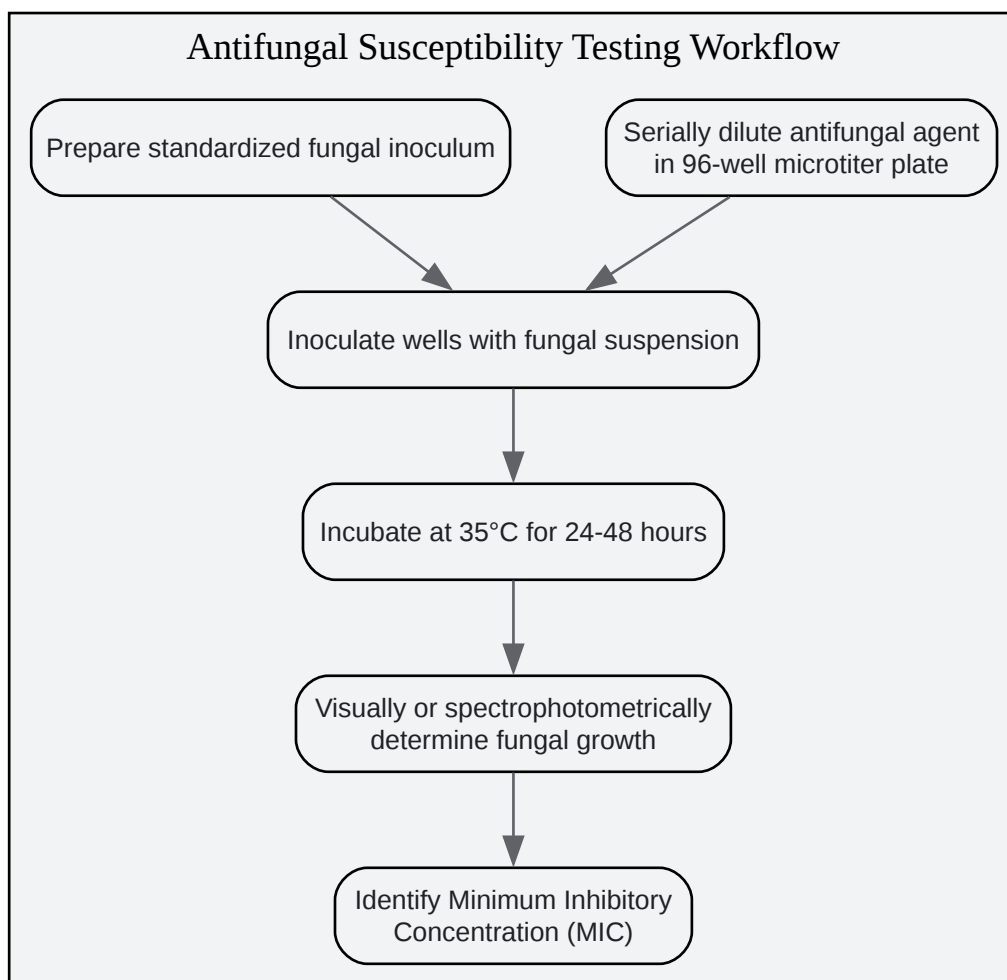 Antifungal Susceptibility Testing Workflow
Prepare standardized fungal inoculum
Serially dilute antifungal agent
in 96-well microtiter plate
Inoculate wells with fungal suspension
Incubate at 35°C for 24-48 hours
Visually or spectrophotometrically
determine fungal growth
Identify Minimum Inhibitory
Concentration (MIC)